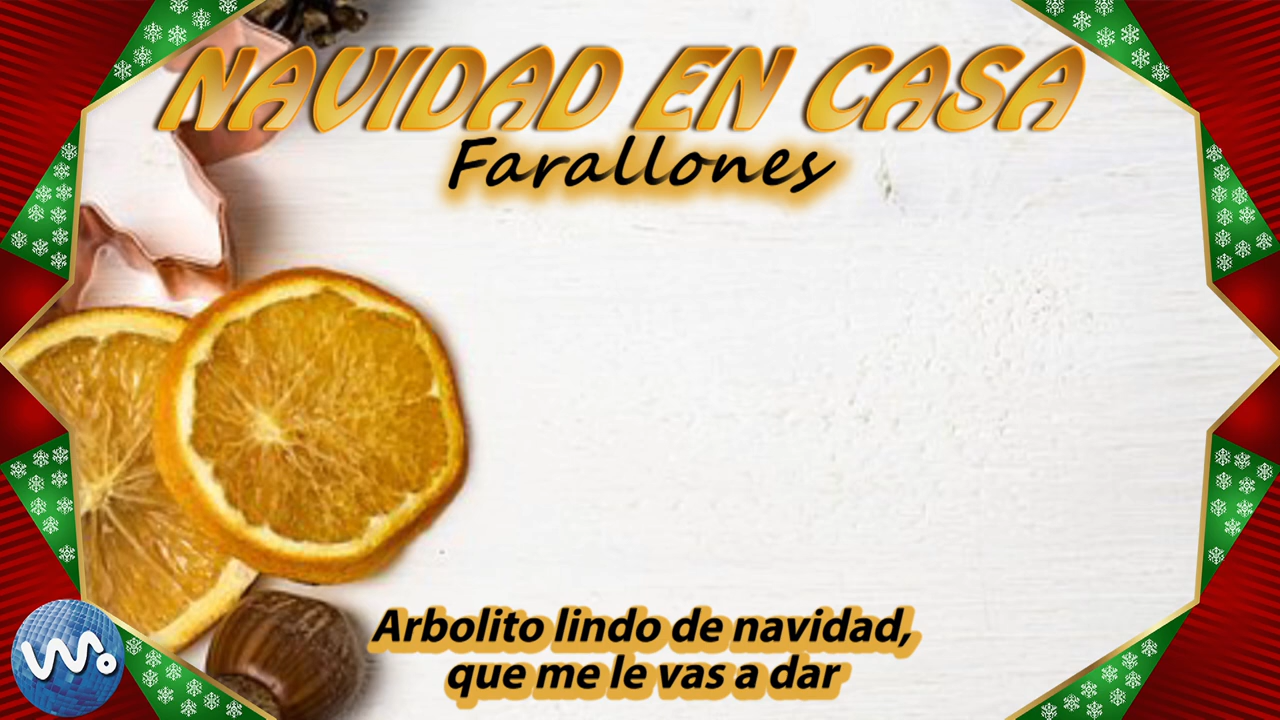 NAVIDAD EN CASA
Farallones
Arbolito lindo de navidad,
que me le vas a dar